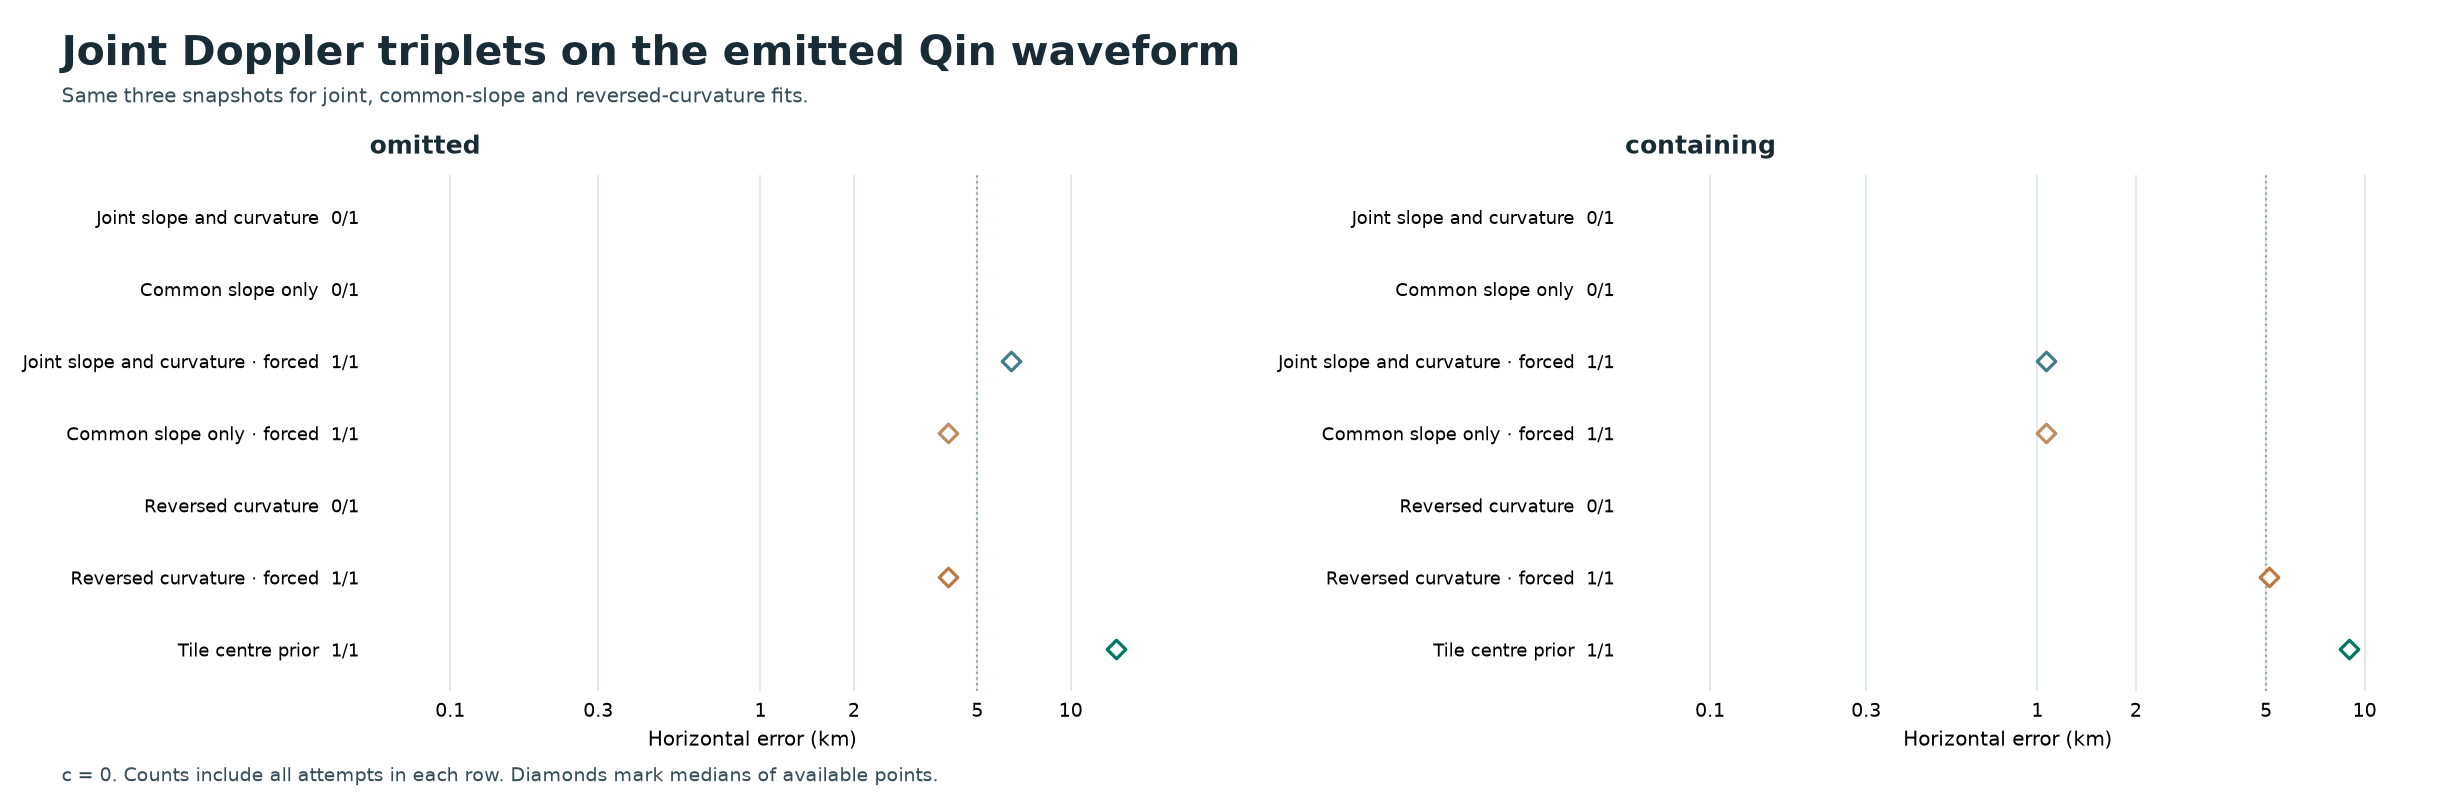 Joint Doppler triplets on the emitted Qin waveform
Same three snapshots for joint, common-slope and reversed-curvature fits.
omitted
Joint slope and curvature 0/1
Common slope only 0/1
Joint slope and curvature · forced 1/1
Common slope only · forced 1/1
Reversed curvature 0/1
Reversed curvature · forced 1/1
Tile centre prior 1/1
0.1 0.3 1 2 5 10
Horizontal error (km)
containing
Joint slope and curvature 0/1
Common slope only 0/1
Joint slope and curvature · forced 1/1
Common slope only · forced 1/1
Reversed curvature 0/1
Reversed curvature · forced 1/1
Tile centre prior 1/1
0.1 0.3 1 2 5 10
Horizontal error (km)
c = 0. Counts include all attempts in each row. Diamonds mark medians of available points.